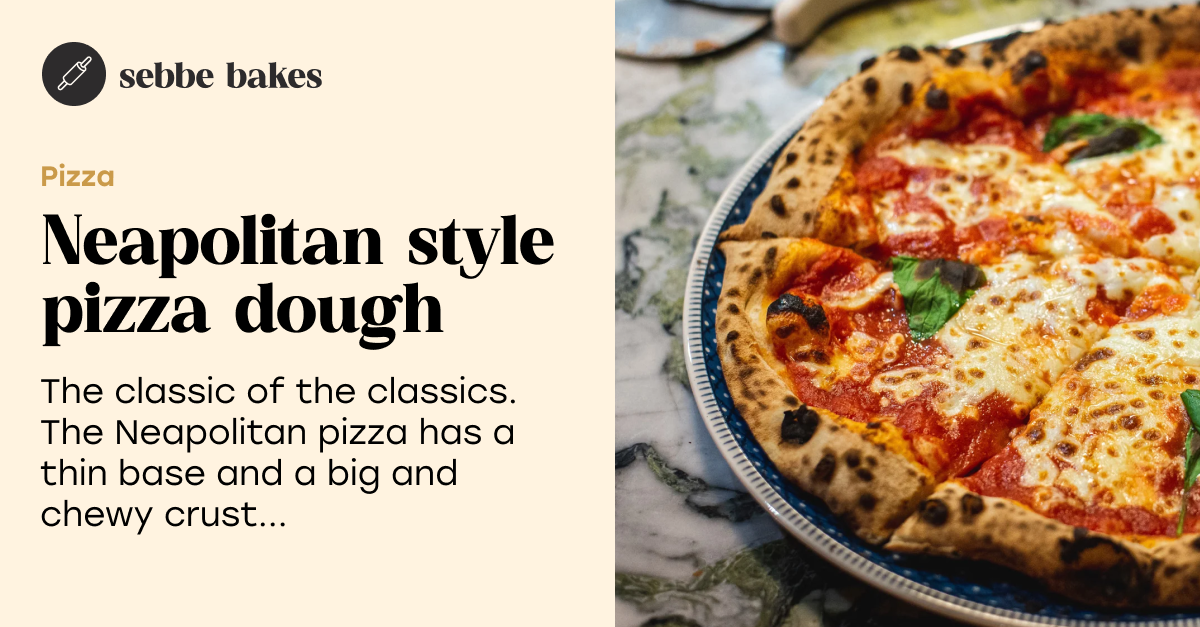 sebbe bakes
Pizza
Neapolitan style
pizza dough
The classic of the classics.
The Neapolitan pizza has a
thin base and a big and
chewy crust...